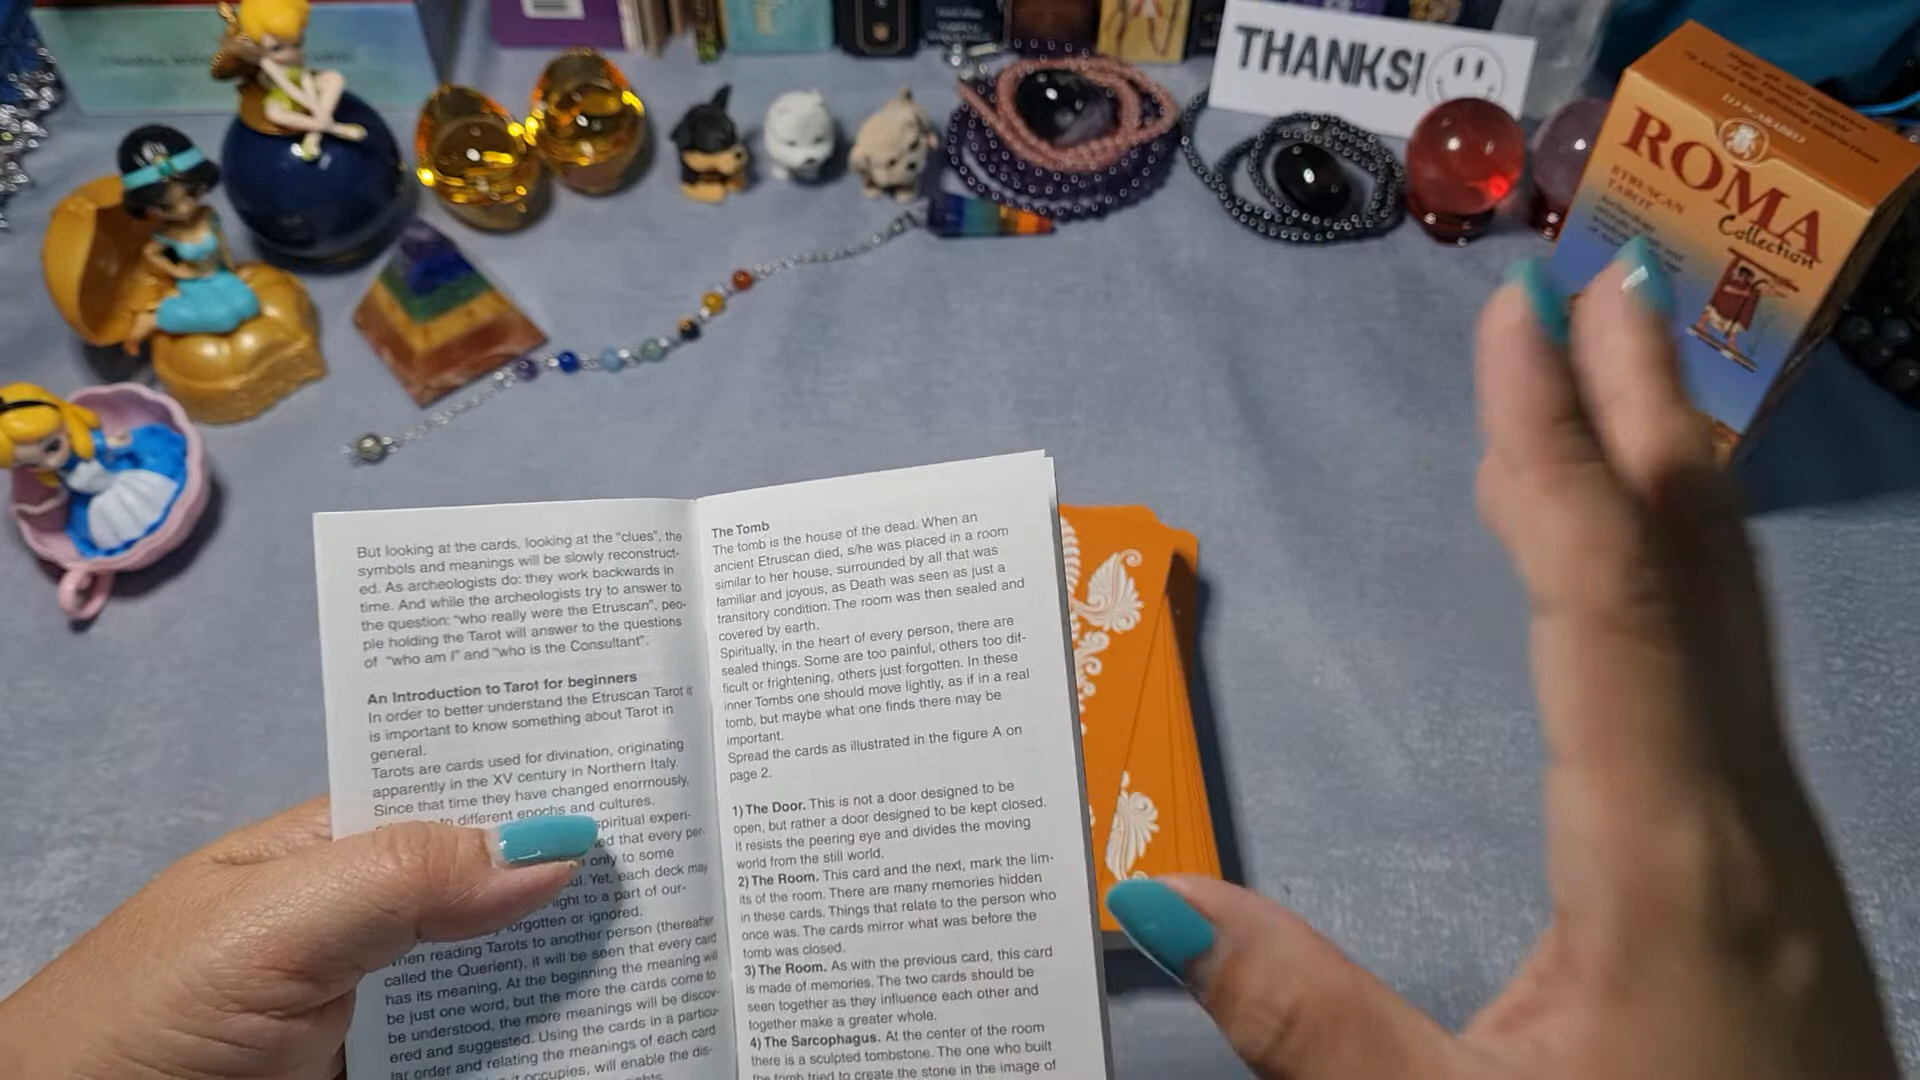 THANKS!
LO SCARABEO
ROMA
Collection
ETRUSCAN
TAROT
But looking at the cards, looking at the "clues", the
symbols and meanings will be slowly reconstruct-
ed. As archeologists do: they work backwards in
time. And while the archeologists try to answer to
the question: "who really were the Etruscan", peo-
ple holding the Tarot will answer to the questions
of "who am I" and "who is the Consultant".
An Introduction to Tarot for beginners
In order to better understand the Etruscan Tarot it
is important to know something about Tarot in
general.
Tarots are cards used for divination, originating
apparently in the XV century in Northern Italy.
Since that time they have changed enormously,
to different epochs and cultures.
spiritual experi-
that every per-
only to some
Yet, each deck may
light to a part of our-
forgotten or ignored.
When reading Tarots to another person (thereafter
called the Querient), it will be seen that every card
has its meaning. At the beginning the meaning will
be just one word, but the more the cards come to
be understood, the more meanings will be discov-
ered and suggested. Using the cards in a particu-
lar order and relating the meanings of each card
it occupies, will enable the dis-
The Tomb
The tomb is the house of the dead. When an
ancient Etruscan died, s/he was placed in a room
similar to her house, surrounded by all that was
familiar and joyous, as Death was seen as just a
transitory condition. The room was then sealed and
covered by earth.
Spiritually, in the heart of every person, there are
sealed things. Some are too painful, others too dif-
ficult or frightening, others just forgotten. In these
inner Tombs one should move lightly, as if in a real
tomb, but maybe what one finds there may be
important.
Spread the cards as illustrated in the figure A on
page 2.
1) The Door. This is not a door designed to be
open, but rather a door designed to be kept closed.
It resists the peering eye and divides the moving
world from the still world.
2) The Room. This card and the next, mark the lim-
its of the room. There are many memories hidden
in these cards. Things that relate to the person who
once was. The cards mirror what was before the
tomb was closed.
3) The Room. As with the previous card, this card
is made of memories. The two cards should be
seen together as they influence each other and
together make a greater whole.
4) The Sarcophagus. At the center of the room
there is a sculpted tombstone. The one who built
the tomb tried to create the stone in the image of